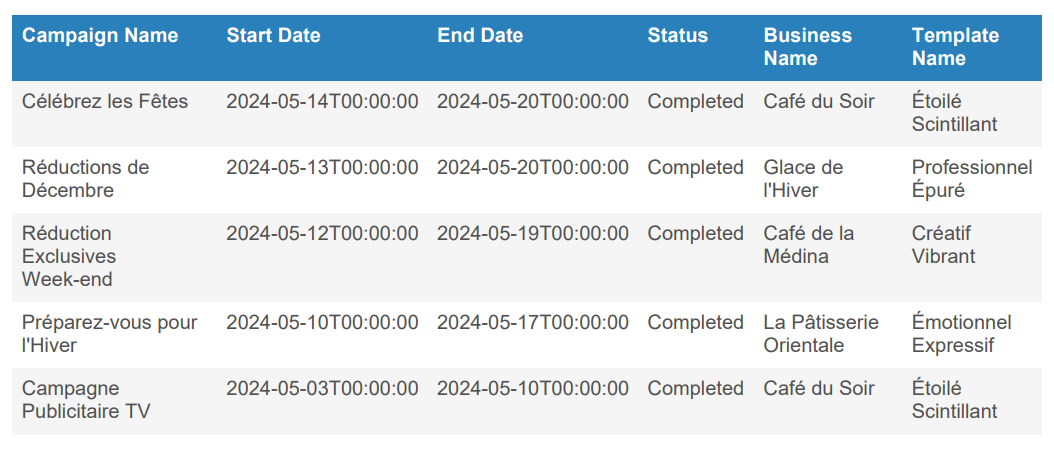 Campaign Name Start Date End Date Status Business Name Template Name
Célébrez les Fêtes 2024-05-14T00:00:00 2024-05-20T00:00:00 Completed Café du Soir Étoilé Scintillant
Réductions de Décembre 2024-05-13T00:00:00 2024-05-20T00:00:00 Completed Glace de l'Hiver Professionnel Épuré
Réduction Exclusives Week-end 2024-05-12T00:00:00 2024-05-19T00:00:00 Completed Café de la Médina Créatif Vibrant
Préparez-vous pour l'Hiver 2024-05-10T00:00:00 2024-05-17T00:00:00 Completed La Pâtisserie Orientale Émotionnel Expressif
Campagne Publicitaire TV 2024-05-03T00:00:00 2024-05-10T00:00:00 Completed Café du Soir Étoilé Scintillant